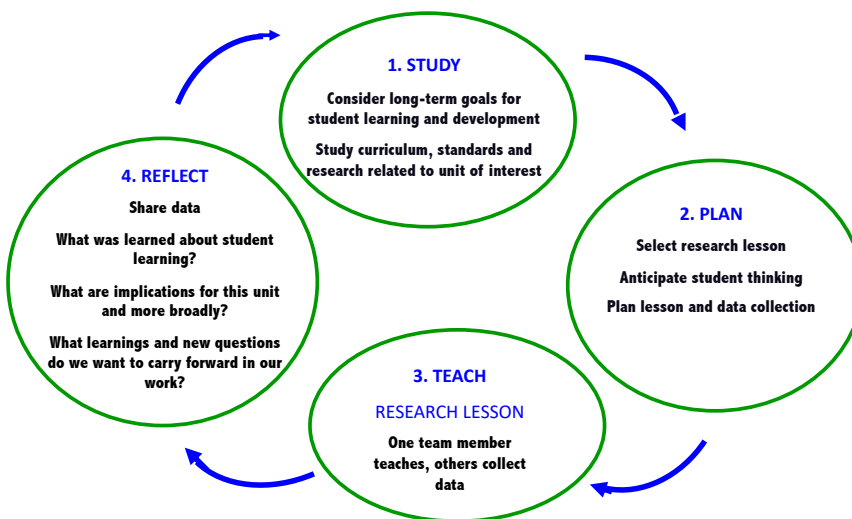 1. STUDY
Consider long-term goals for
student learning and development
Study curriculum, standards and
research related to unit of interest
2. PLAN
Select research lesson
Anticipate student thinking
Plan lesson and data collection
3. TEACH
RESEARCH LESSON
One team member
teaches, others collect
data
4. REFLECT
Share data
What was learned about student
learning?
What are implications for this unit
and more broadly?
What learnings and new questions
do we want to carry forward in our
work?